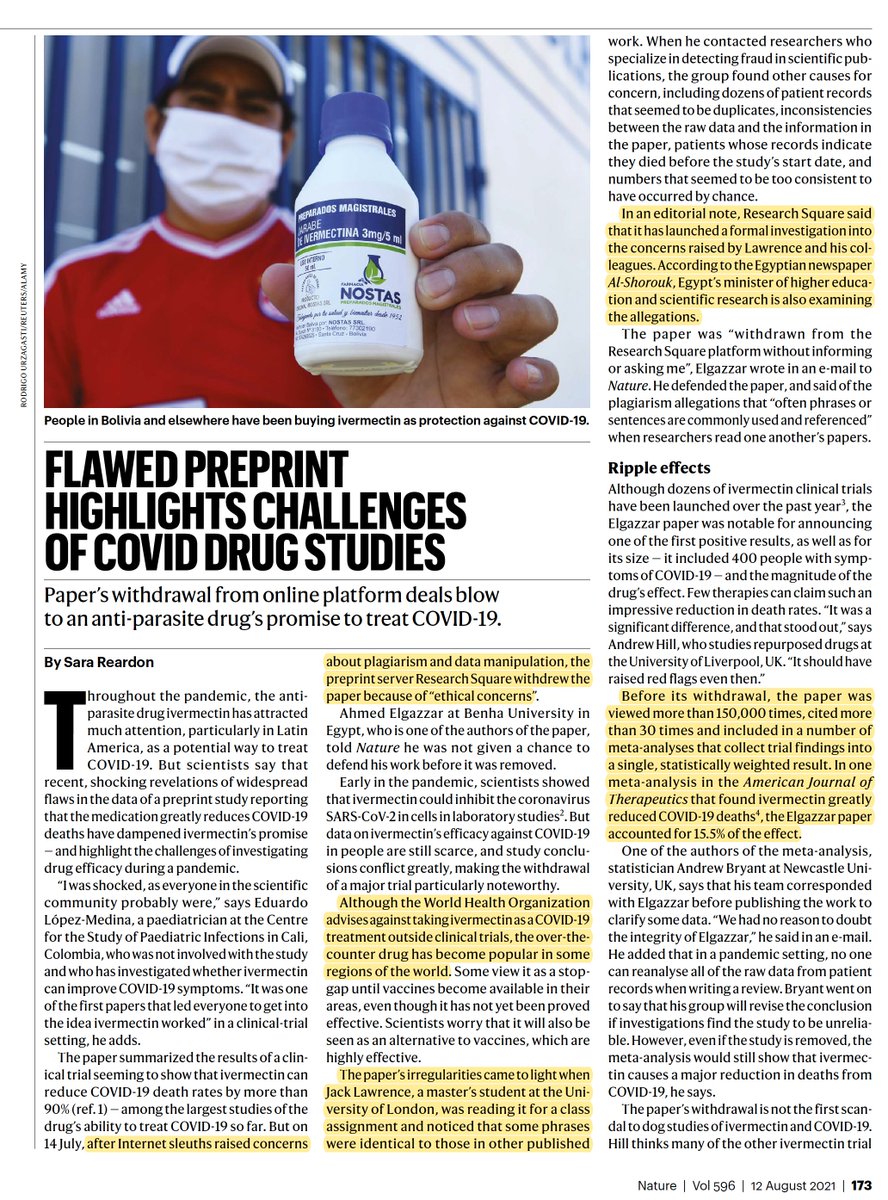 RODRIGO URZAGASTI/REUTERS/ALAMY
PREPARADOS MAGISTRALES
JARABE
DE IVERMECTINA 3mg/5 ml
USO INTERNO
FARMACIA
NOSTAS
PREPARADOS MAGISTRALES
por tu salud y bienestar desde 1952
por NOSTAS SRL
Santa Cruz - Bolivia
People in Bolivia and elsewhere have been buying ivermectin as protection against COVID-19.
FLAWED PREPRINT
HIGHLIGHTS CHALLENGES
OF COVID DRUG STUDIES
Paper’s withdrawal from online platform deals blow
to an anti-parasite drug’s promise to treat COVID-19.
By Sara Reardon
Throughout the pandemic, the anti-
parasite drug ivermectin has attracted
much attention, particularly in Latin
America, as a potential way to treat
COVID-19. But scientists say that
recent, shocking revelations of widespread
flaws in the data of a preprint study reporting
that the medication greatly reduces COVID-19
deaths have dampened ivermectin’s promise
— and highlight the challenges of investigating
drug efficacy during a pandemic.
“I was shocked, as everyone in the scientific
community probably were,” says Eduardo
López-Medina, a paediatrician at the Centre
for the Study of Paediatric Infections in Cali,
Colombia, who was not involved with the study
and who has investigated whether ivermectin
can improve COVID-19 symptoms. “It was one
of the first papers that led everyone to get into
the idea ivermectin worked” in a clinical-trial
setting, he adds.
The paper summarized the results of a clin-
ical trial seeming to show that ivermectin can
reduce COVID-19 death rates by more than
90% (ref. 1) — among the largest studies of the
drug’s ability to treat COVID-19 so far. But on
14 July, after Internet sleuths raised concerns
about plagiarism and data manipulation, the
preprint server Research Square withdrew the
paper because of “ethical concerns”.
Ahmed Elgazzar at Benha University in
Egypt, who is one of the authors of the paper,
told Nature he was not given a chance to
defend his work before it was removed.
Early in the pandemic, scientists showed
that ivermectin could inhibit the coronavirus
SARS-CoV-2 in cells in laboratory studies². But
data on ivermectin’s efficacy against COVID-19
in people are still scarce, and study conclu-
sions conflict greatly, making the withdrawal
of a major trial particularly noteworthy.
Although the World Health Organization
advises against taking ivermectin as a COVID-19
treatment outside clinical trials, the over-the-
counter drug has become popular in some
regions of the world. Some view it as a stop-
gap until vaccines become available in their
areas, even though it has not yet been proved
effective. Scientists worry that it will also be
seen as an alternative to vaccines, which are
highly effective.
The paper’s irregularities came to light when
Jack Lawrence, a master’s student at the Uni-
versity of London, was reading it for a class
assignment and noticed that some phrases
were identical to those in other published
work. When he contacted researchers who
specialize in detecting fraud in scientific pub-
lications, the group found other causes for
concern, including dozens of patient records
that seemed to be duplicates, inconsistencies
between the raw data and the information in
the paper, patients whose records indicate
they died before the study’s start date, and
numbers that seemed to be too consistent to
have occurred by chance.
In an editorial note, Research Square said
that it has launched a formal investigation into
the concerns raised by Lawrence and his col-
leagues. According to the Egyptian newspaper
Al-Shorouk, Egypt’s minister of higher educa-
tion and scientific research is also examining
the allegations.
The paper was “withdrawn from the
Research Square platform without informing
or asking me”, Elgazzar wrote in an e-mail to
Nature. He defended the paper, and said of the
plagiarism allegations that “often phrases or
sentences are commonly used and referenced”
when researchers read one another’s papers.
Ripple effects
Although dozens of ivermectin clinical trials
have been launched over the past year³, the
Elgazzar paper was notable for announcing
one of the first positive results, as well as for
its size — it included 400 people with symp-
toms of COVID-19 — and the magnitude of the
drug’s effect. Few therapies can claim such an
impressive reduction in death rates. “It was a
significant difference, and that stood out,” says
Andrew Hill, who studies repurposed drugs at
the University of Liverpool, UK. “It should have
raised red flags even then.”
Before its withdrawal, the paper was
viewed more than 150,000 times, cited more
than 30 times and included in a number of
meta-analyses that collect trial findings into
a single, statistically weighted result. In one
meta-analysis in the American Journal of
Therapeutics that found ivermectin greatly
reduced COVID-19 deaths⁴, the Elgazzar paper
accounted for 15.5% of the effect.
One of the authors of the meta-analysis,
statistician Andrew Bryant at Newcastle Uni-
versity, UK, says that his team corresponded
with Elgazzar before publishing the work to
clarify some data. “We had no reason to doubt
the integrity of Elgazzar,” he said in an e-mail.
He added that in a pandemic setting, no one
can reanalyse all of the raw data from patient
records when writing a review. Bryant went on
to say that his group will revise the conclusion
if investigations find the study to be unrelia-
ble. However, even if the study is removed, the
meta-analysis would still show that ivermec-
tin causes a major reduction in deaths from
COVID-19, he says.
The paper’s withdrawal is not the first scan-
dal to dog studies of ivermectin and COVID-19.
Hill thinks many of the other ivermectin trial
Nature | Vol 596 | 12 August 2021 | 173